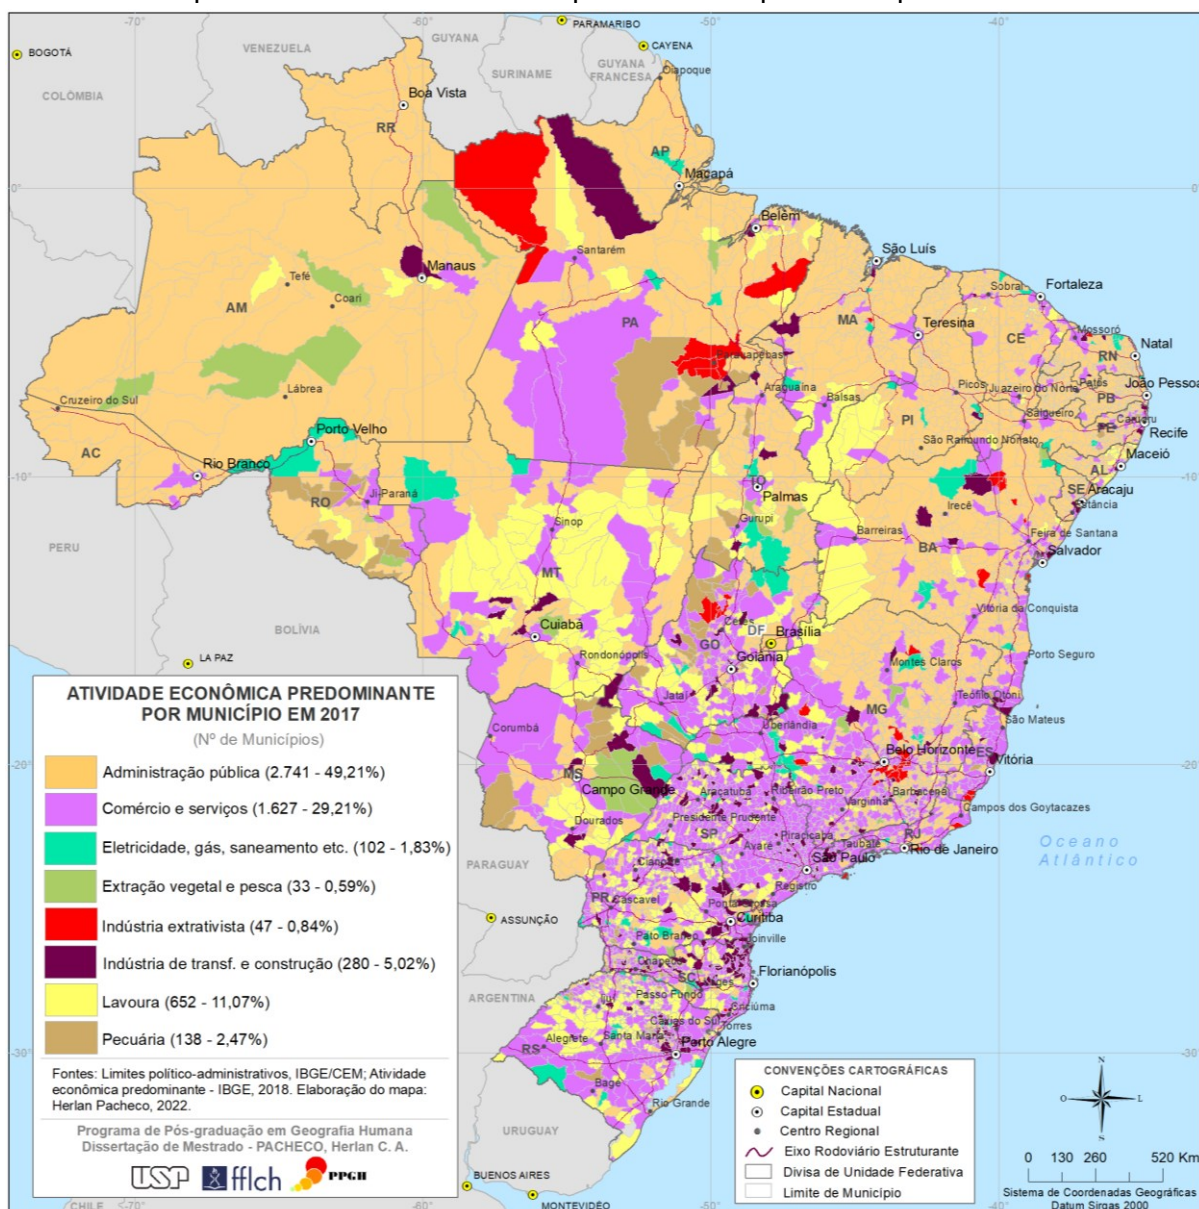 PARAMARIBO
BOGOTÁ
VENEZUELA
GUYANA
CAYENA
SURINAME
GUYANA
FRANCESA
Oiapoque
COLÔMBIA
Boa Vista
RR
AP
Macapá
Belém
Santarém
São Luís
Manaus
Tefé
Coari
AM
PA
MA
Sobral
Fortaleza
Teresina
CE
Mossoró
RN
Natal
Parauapebas
Araguaína
Balsas
Picos
Juazeiro do Norte
Patos
João Pessoa
PB
Cruzeiro do Sul
Lábrea
PI
Salgueiro
Caruaru
PE
Recife
Porto Velho
São Raimundo Nonato
AC
Rio Branco
AL
Maceió
RO
Ji-Paraná
TO
Palmas
SE
Aracaju
Estância
Gurupi
Irecê
Sinop
Barreiras
Feira de Santana
BA
Salvador
PERU
MT
BOLÍVIA
Cuiabá
Ceres
DF
Brasília
Vitória da Conquista
GO
Goiânia
LA PAZ
Rondonópolis
Montes Claros
Porto Seguro
Jataí
Teófilo Otoni
Corumbá
Uberlândia
MG
São Mateus
Belo Horizonte
ES
Vitória
MS
Campo Grande
Araçatuba
Ribeirão Preto
Barbacena
Varginha
Campos dos Goytacazes
Dourados
Presidente Prudente
SP
Piracicaba
RJ
Avaré
Taubaté
Rio de Janeiro
PARAGUAY
Cianorte
São Paulo
Oceano
Atlântico
Registro
PR
Cascavel
Ponta Grossa
ASSUNÇÃO
Curitiba
Pato Branco
Joinville
Chapecó
SC
Lages
Florianópolis
ARGENTINA
Ijuí
Passo Fundo
Criciúma
Caxias do Sul
Torres
Alegrete
Santa Maria
RS
Porto Alegre
Bagé
Rio Grande
URUGUAY
BUENOS AIRES
MONTEVIDÉO
CHILE
-70°
-60°
-50°
-40°
0°
-10°
-20°
-30°
ATIVIDADE ECONÔMICA PREDOMINANTE
POR MUNICÍPIO EM 2017
(Nº de Municípios)
Administração pública (2.741 - 49,21%)
Comércio e serviços (1.627 - 29,21%)
Eletricidade, gás, saneamento etc. (102 - 1,83%)
Extração vegetal e pesca (33 - 0,59%)
Indústria extrativista (47 - 0,84%)
Indústria de transf. e construção (280 - 5,02%)
Lavoura (652 - 11,07%)
Pecuária (138 - 2,47%)
Fontes: Limites político-administrativos, IBGE/CEM; Atividade
econômica predominante - IBGE, 2018. Elaboração do mapa:
Herlan Pacheco, 2022.
Programa de Pós-graduação em Geografia Humana
Dissertação de Mestrado - PACHECO, Herlan C. A.
USP fflch PPGH
CONVENÇÕES CARTOGRÁFICAS
Capital Nacional
Capital Estadual
Centro Regional
Eixo Rodoviário Estruturante
Divisa de Unidade Federativa
Limite de Município
N
O
L
S
0 130 260 520 Km
Sistema de Coordenadas Geográficas
Datum Sirgas 2000